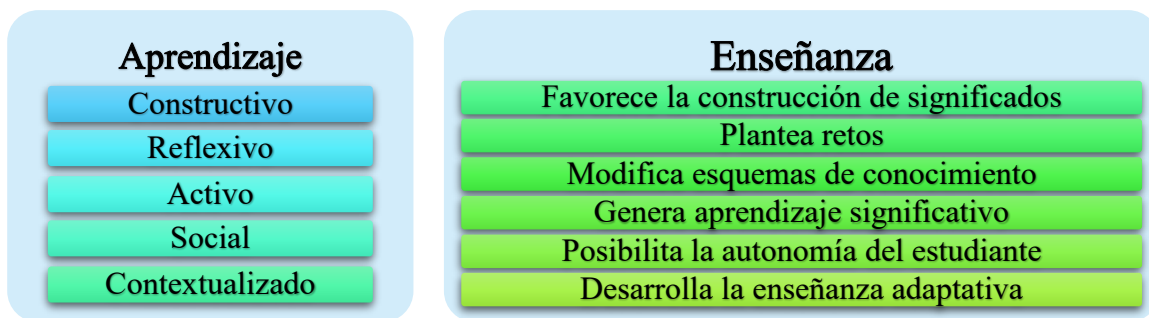 Aprendizaje
Constructivo
Reflexivo
Activo
Social
Contextualizado
Enseñanza
Favorece la construcción de significados
Plantea retos
Modifica esquemas de conocimiento
Genera aprendizaje significativo
Posibilita la autonomía del estudiante
Desarrolla la enseñanza adaptativa